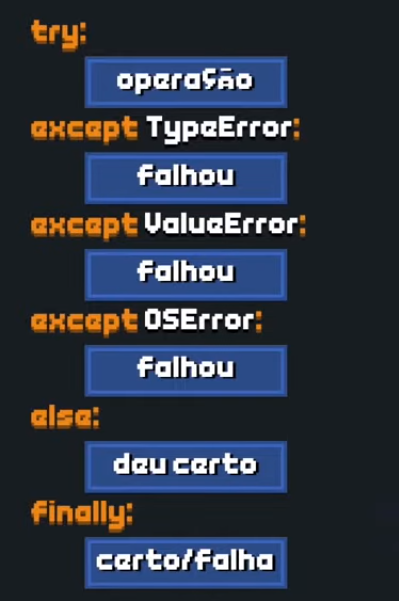 try:
operação
except TypeError:
falhou
except ValueError:
falhou
except OSError:
falhou
else:
deu certo
finally:
certo/falha